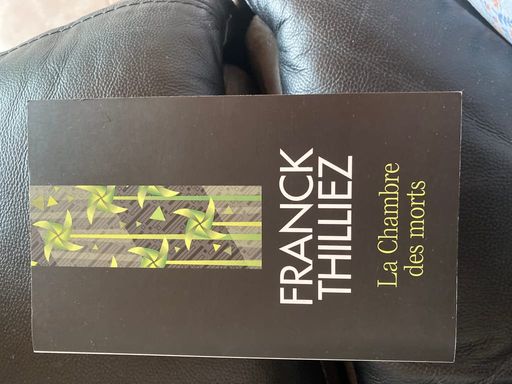 FRANCK
THILLIEZ
La Chambre
des morts